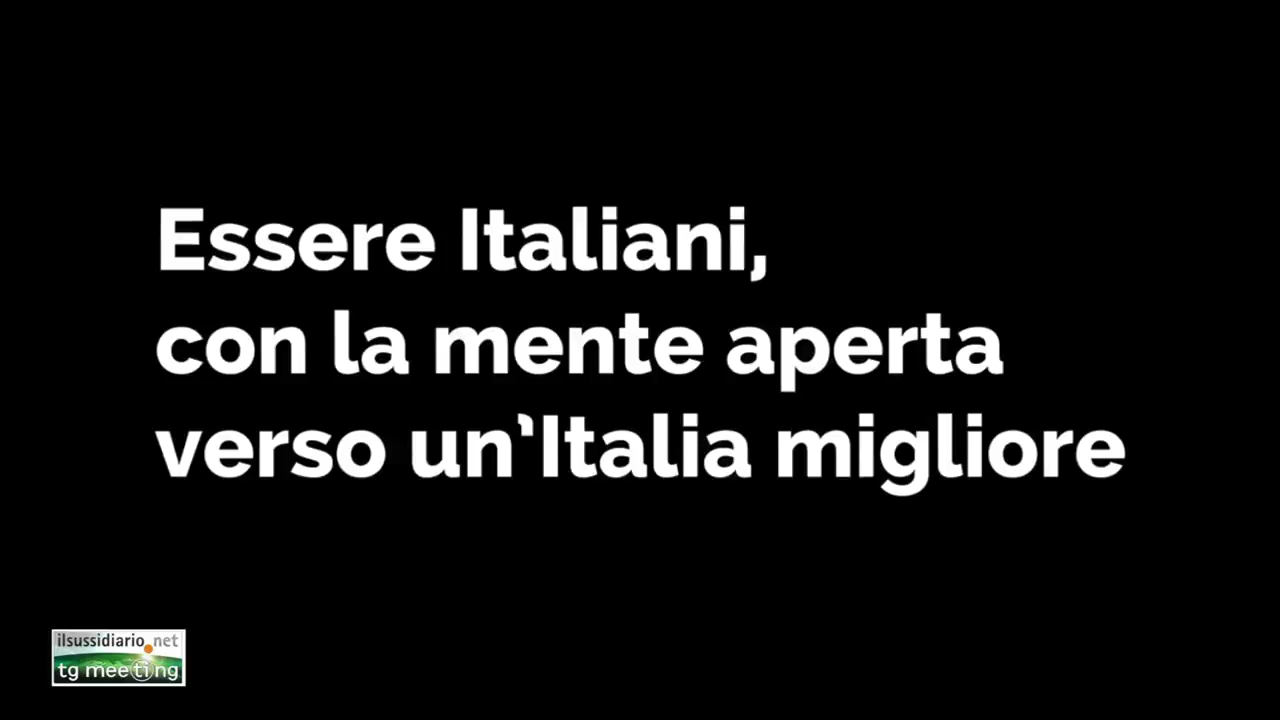 Essere Italiani,
con la mente aperta
verso un’Italia migliore
ilsussidiario.net
tg meeting